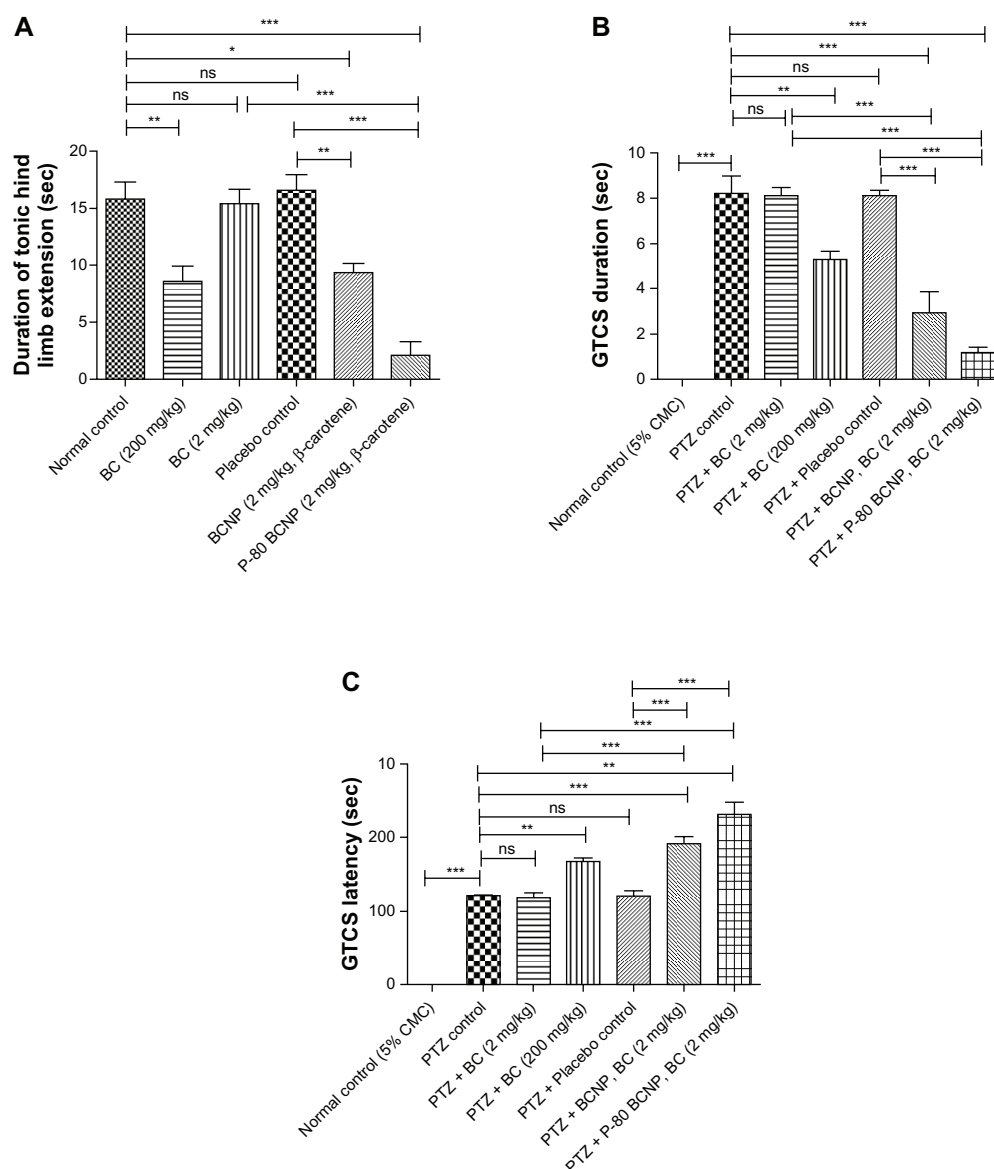 A
***
*
ns
ns
***
**
***
**
Duration of tonic hind
limb extension (sec)
20
15
10
5
0
Normal control
BC (200 mg/kg)
BC (2 mg/kg)
Placebo control
BCNP (2 mg/kg, β-carotene)
P-80 BCNP (2 mg/kg, β-carotene)
B
***
***
ns
**
***
ns
***
***
***
***
GTCS duration (sec)
10
8
6
4
2
0
Normal control (5% CMC)
PTZ control
PTZ + BC (2 mg/kg)
PTZ + BC (200 mg/kg)
PTZ + Placebo control
PTZ + BCNP, BC (2 mg/kg)
PTZ + P-80 BCNP, BC (2 mg/kg)
C
***
***
***
***
**
***
ns
**
ns
***
GTCS latency (sec)
10
200
100
0
Normal control (5% CMC)
PTZ control
PTZ + BC (2 mg/kg)
PTZ + BC (200 mg/kg)
PTZ + Placebo control
PTZ + BCNP, BC (2 mg/kg)
PTZ + P-80 BCNP, BC (2 mg/kg)